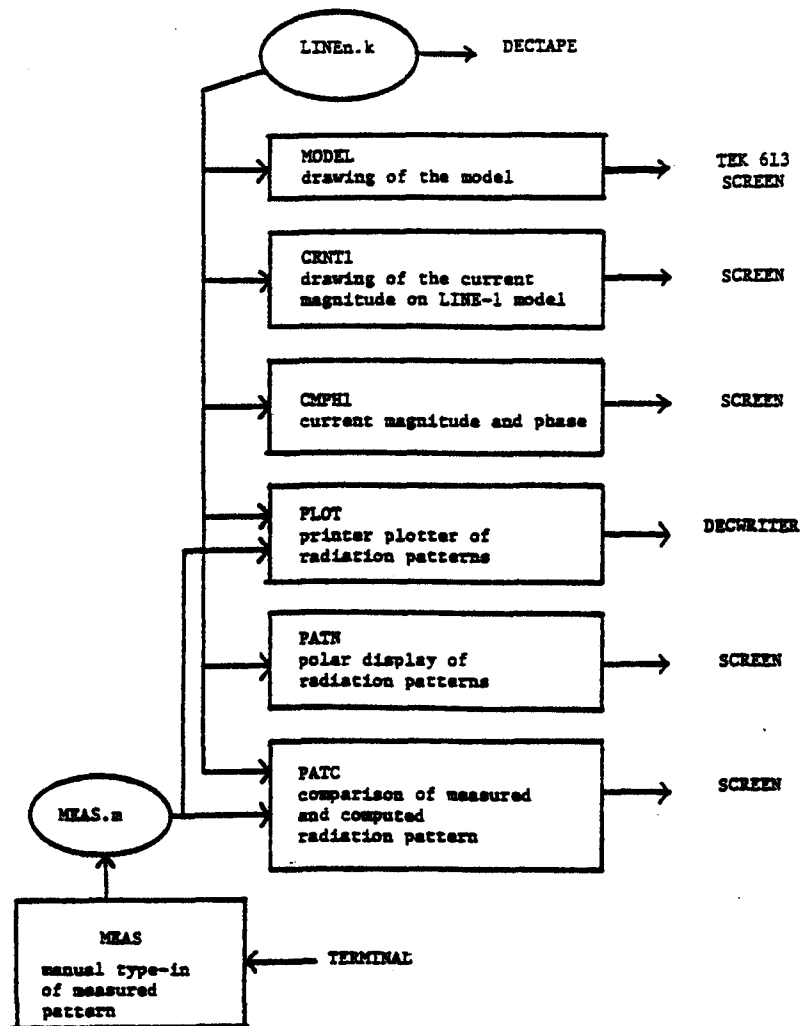 LINEn.k
DECTAPE
MODEL
drawing of the model
TEK 613
SCREEN
CRNT1
drawing of the current
magnitude on LINE-1 model
SCREEN
CMPH1
current magnitude and phase
SCREEN
PLOT
printer plotter of
radiation patterns
DECWRITER
PATN
polar display of
radiation patterns
SCREEN
PATC
comparison of measured
and computed
radiation pattern
SCREEN
MEAS.m
MEAS
manual type-in
of measured
pattern
TERMINAL